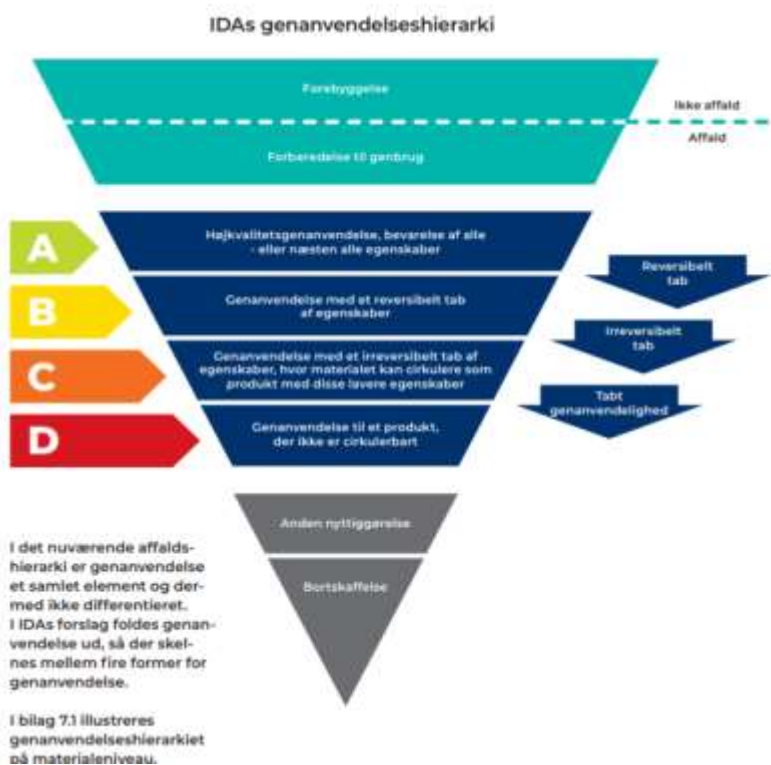 IDAs genanvendelseshierarki
Forebyggelse
Ikke affald
Affald
Forberedelse til genbrug
A
Højkvalitetsgenanvendelse, bevarelse af alle
- eller næsten alle egenskaber
Reversibelt
tab
B
Genanvendelse med et reversibelt tab
af egenskaber
Irreversibelt
tab
C
Genanvendelse med et irreversibelt tab af
egenskaber, hvor materialet kan cirkulere som
produkt med disse lavere egenskaber
Tabt
genanvendelighed
D
Genanvendelse til et produkt,
der ikke er cirkulerbart
Anden nyttiggørelse
Bortskaffelse
I det nuværende affalds-
hierarki er genanvendelse
et samlet element og der-
med ikke differentieret.
I IDAs forslag foldes genan-
vendelse ud, så der skel-
nes mellem fire former for
genanvendelse.
I bilag 7.1 illustreres
genanvendelseshierarkiet
på materialeniveau.